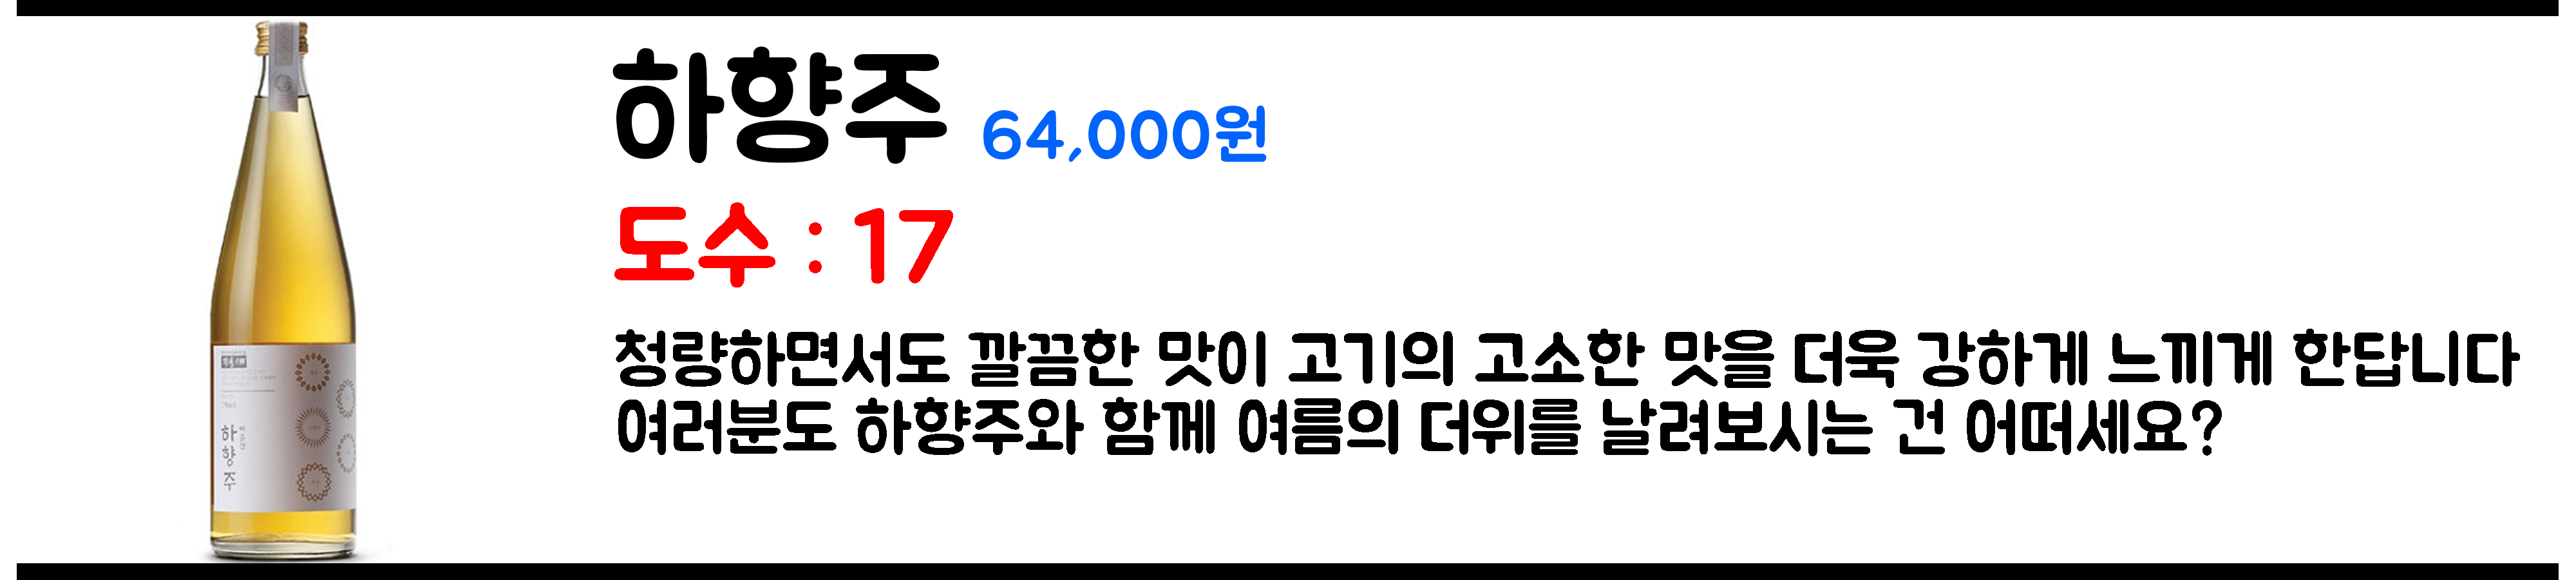 하향주 64,000원
도수 : 17
청량하면서도 깔끔한 맛이 고기의 고소한 맛을 더욱 강하게 느끼게 한답니다
여러분도 하향주와 함께 여름의 더위를 날려보시는 건 어떠세요?
하향주